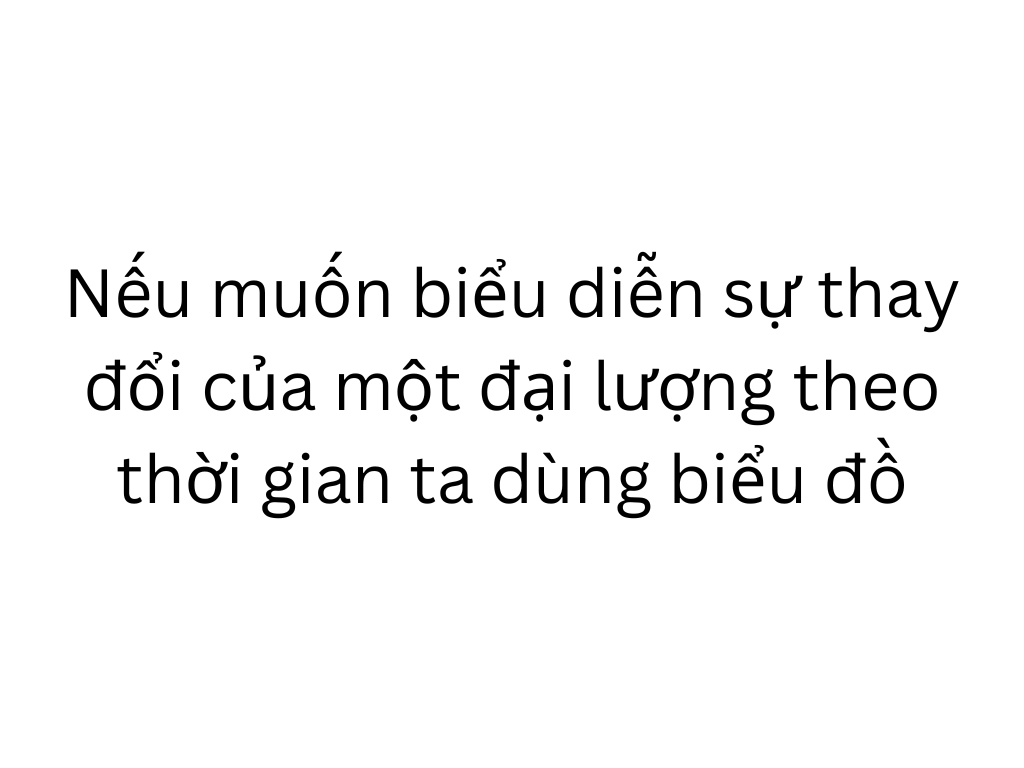 Nếu muốn biểu diễn sự thay
đổi của một đại lượng theo
thời gian ta dùng biểu đồ